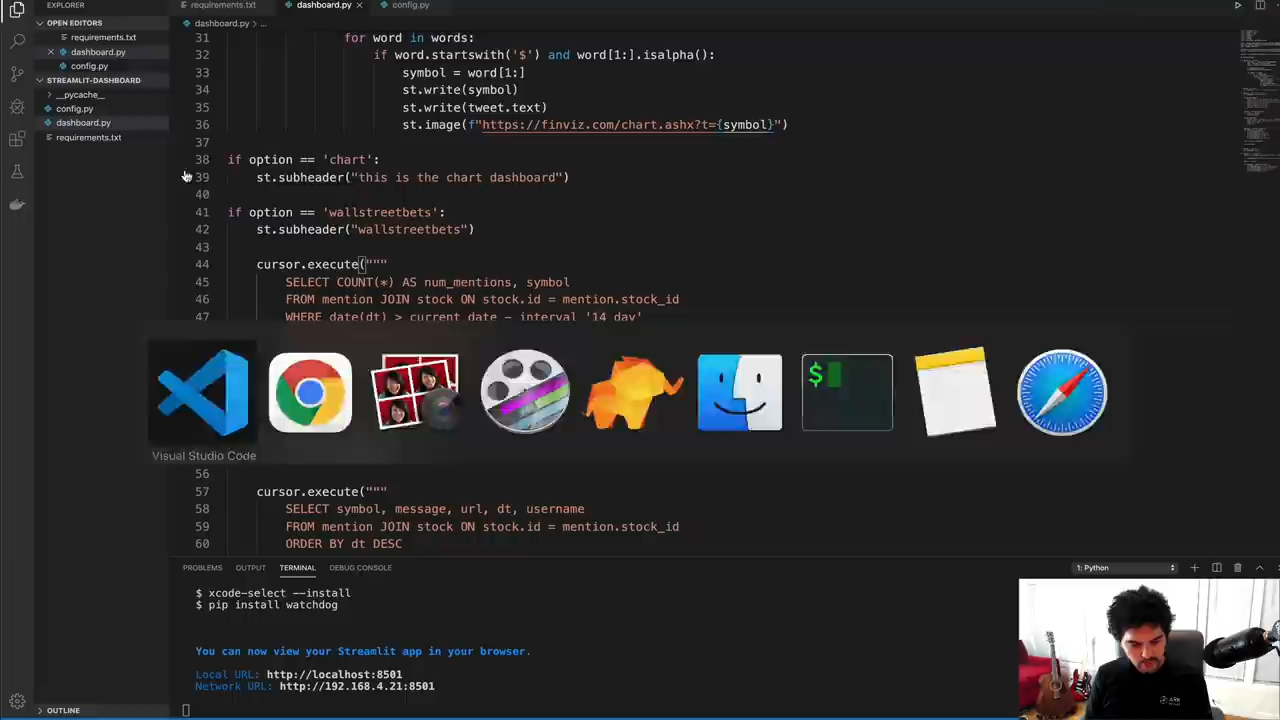 EXPLORER
requirements.txt
dashboard.py
config.py
OPEN EDITORS
dashboard.py > ...
requirements.txt
dashboard.py
config.py
STREAMLIT-DASHBOARD
__pycache__
config.py
dashboard.py
requirements.txt
31 for word in words:
32 if word.startswith('$') and word[1:].isalpha():
33 symbol = word[1:]
34 st.write(symbol)
35 st.write(tweet.text)
36 st.image(f"https://finviz.com/chart.ashx?t={symbol}")
37
38 if option == 'chart':
39 st.subheader("this is the chart dashboard")
40
41 if option == 'wallstreetbets':
42 st.subheader("wallstreetbets")
43
44 cursor.execute("""
45 SELECT COUNT(*) AS num_mentions, symbol
46 FROM mention JOIN stock ON stock.id = mention.stock_id
47 WHERE date(dt) > current_date - interval '14 day'
$
Visual Studio Code
56
57 cursor.execute("""
58 SELECT symbol, message, url, dt, username
59 FROM mention JOIN stock ON stock.id = mention.stock_id
60 ORDER BY dt DESC
PROBLEMS OUTPUT TERMINAL DEBUG CONSOLE
1: Python
$ xcode-select --install
$ pip install watchdog
You can now view your Streamlit app in your browser.
Local URL: http://localhost:8501
Network URL: http://192.168.4.21:8501
OUTLINE
ARK